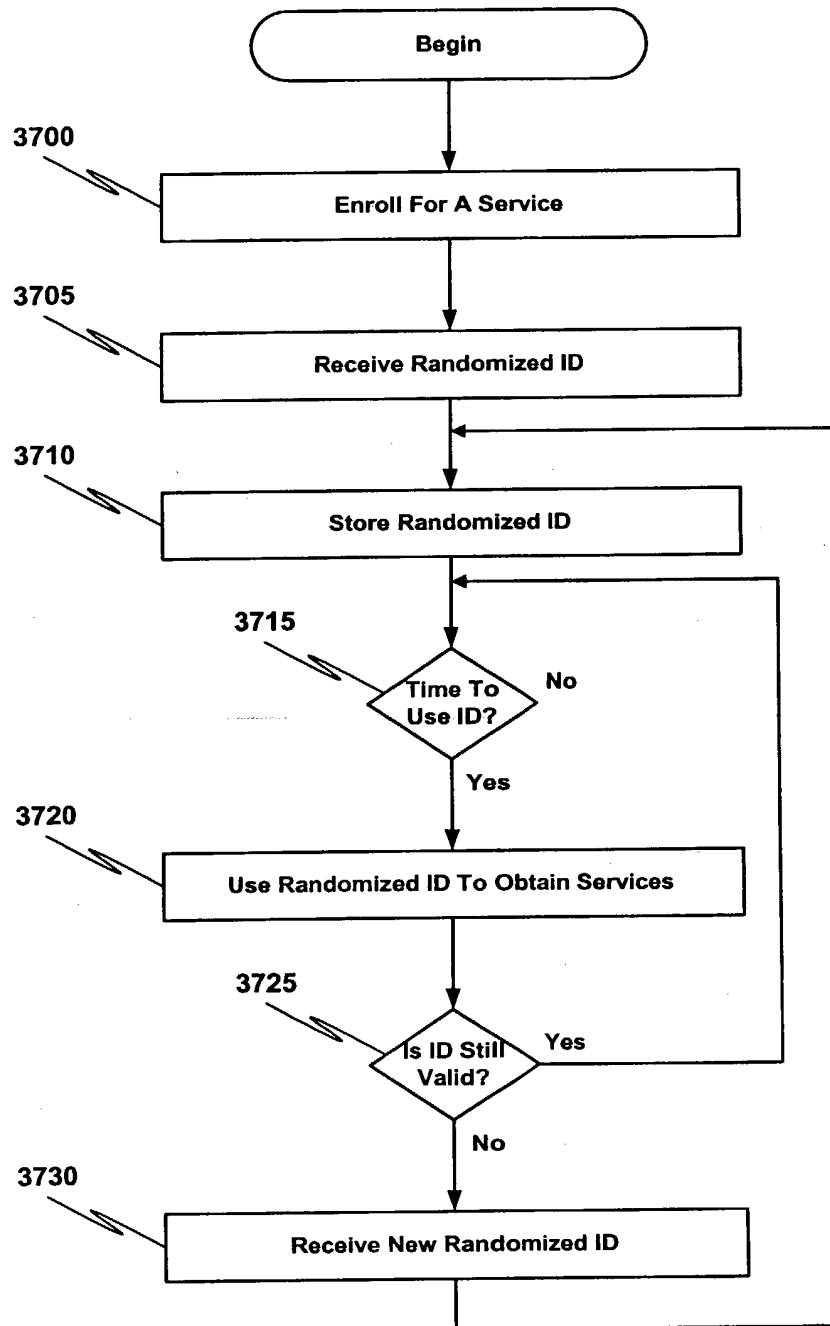 Begin
3700
Enroll For A Service
3705
Receive Randomized ID
3710
Store Randomized ID
3715
Time To
Use ID?
No
Yes
3720
Use Randomized ID To Obtain Services
3725
Is ID Still
Valid?
Yes
No
3730
Receive New Randomized ID